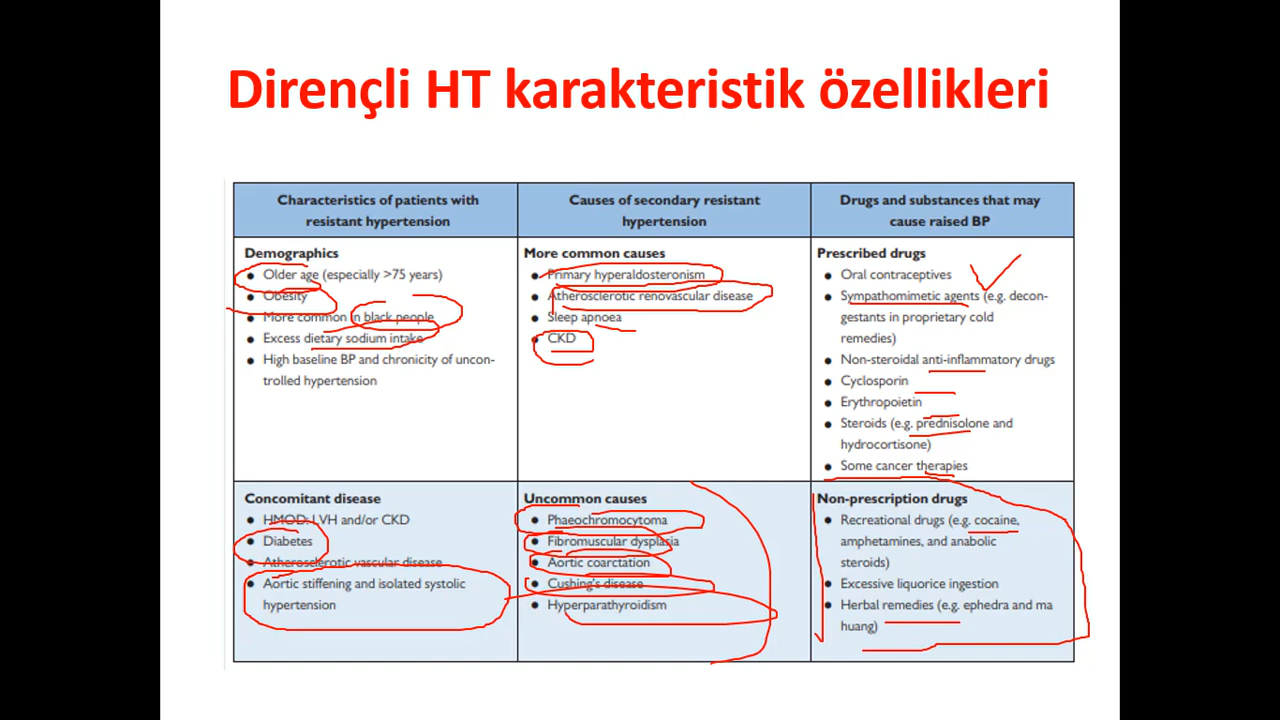 Dirençli HT karakteristik özellikleri
Characteristics of patients with
resistant hypertension
Causes of secondary resistant
hypertension
Drugs and substances that may
cause raised BP
Demographics
● Older age (especially >75 years)
● Obesity
● More common in black people
● Excess dietary sodium intake
● High baseline BP and chronicity of uncon-
trolled hypertension
More common causes
● Primary hyperaldosteronism
● Atherosclerotic renovascular disease
● Sleep apnoea
● CKD
Prescribed drugs
● Oral contraceptives
● Sympathomimetic agents (e.g. decon-
gestants in proprietary cold
remedies)
● Non-steroidal anti-inflammatory drugs
● Cyclosporin
● Erythropoietin
● Steroids (e.g. prednisolone and
hydrocortisone)
● Some cancer therapies
Concomitant disease
● HMOD: LVH and/or CKD
● Diabetes
● Atherosclerotic vascular disease
● Aortic stiffening and isolated systolic
hypertension
Uncommon causes
● Phaeochromocytoma
● Fibromuscular dysplasia
● Aortic coarctation
● Cushing's disease
● Hyperparathyroidism
Non-prescription drugs
● Recreational drugs (e.g. cocaine,
amphetamines, and anabolic
steroids)
● Excessive liquorice ingestion
● Herbal remedies (e.g. ephedra and ma
huang)